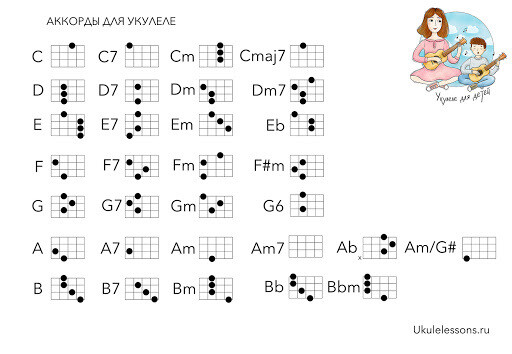 АККОРДЫ ДЛЯ УКУЛЕЛЕ
C C7 Cm Cmaj7
Укулеле для детей
D D7 Dm Dm7
E E7 Em Eb
F F7 Fm F#m
G G7 Gm G6
A A7 Am Am7 Ab x Am/G#
B B7 Bm Bb Bbm
Ukulelessons.ru